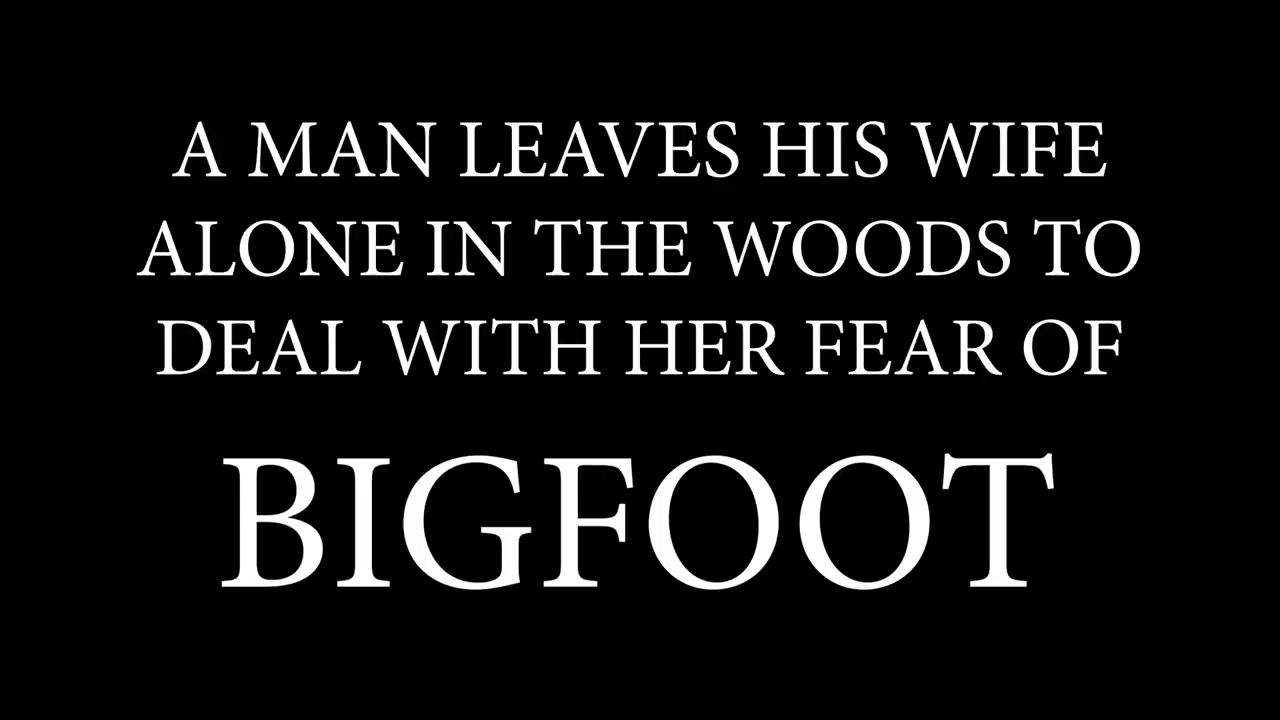 A MAN LEAVES HIS WIFE
ALONE IN THE WOODS TO
DEAL WITH HER FEAR OF
BIGFOOT